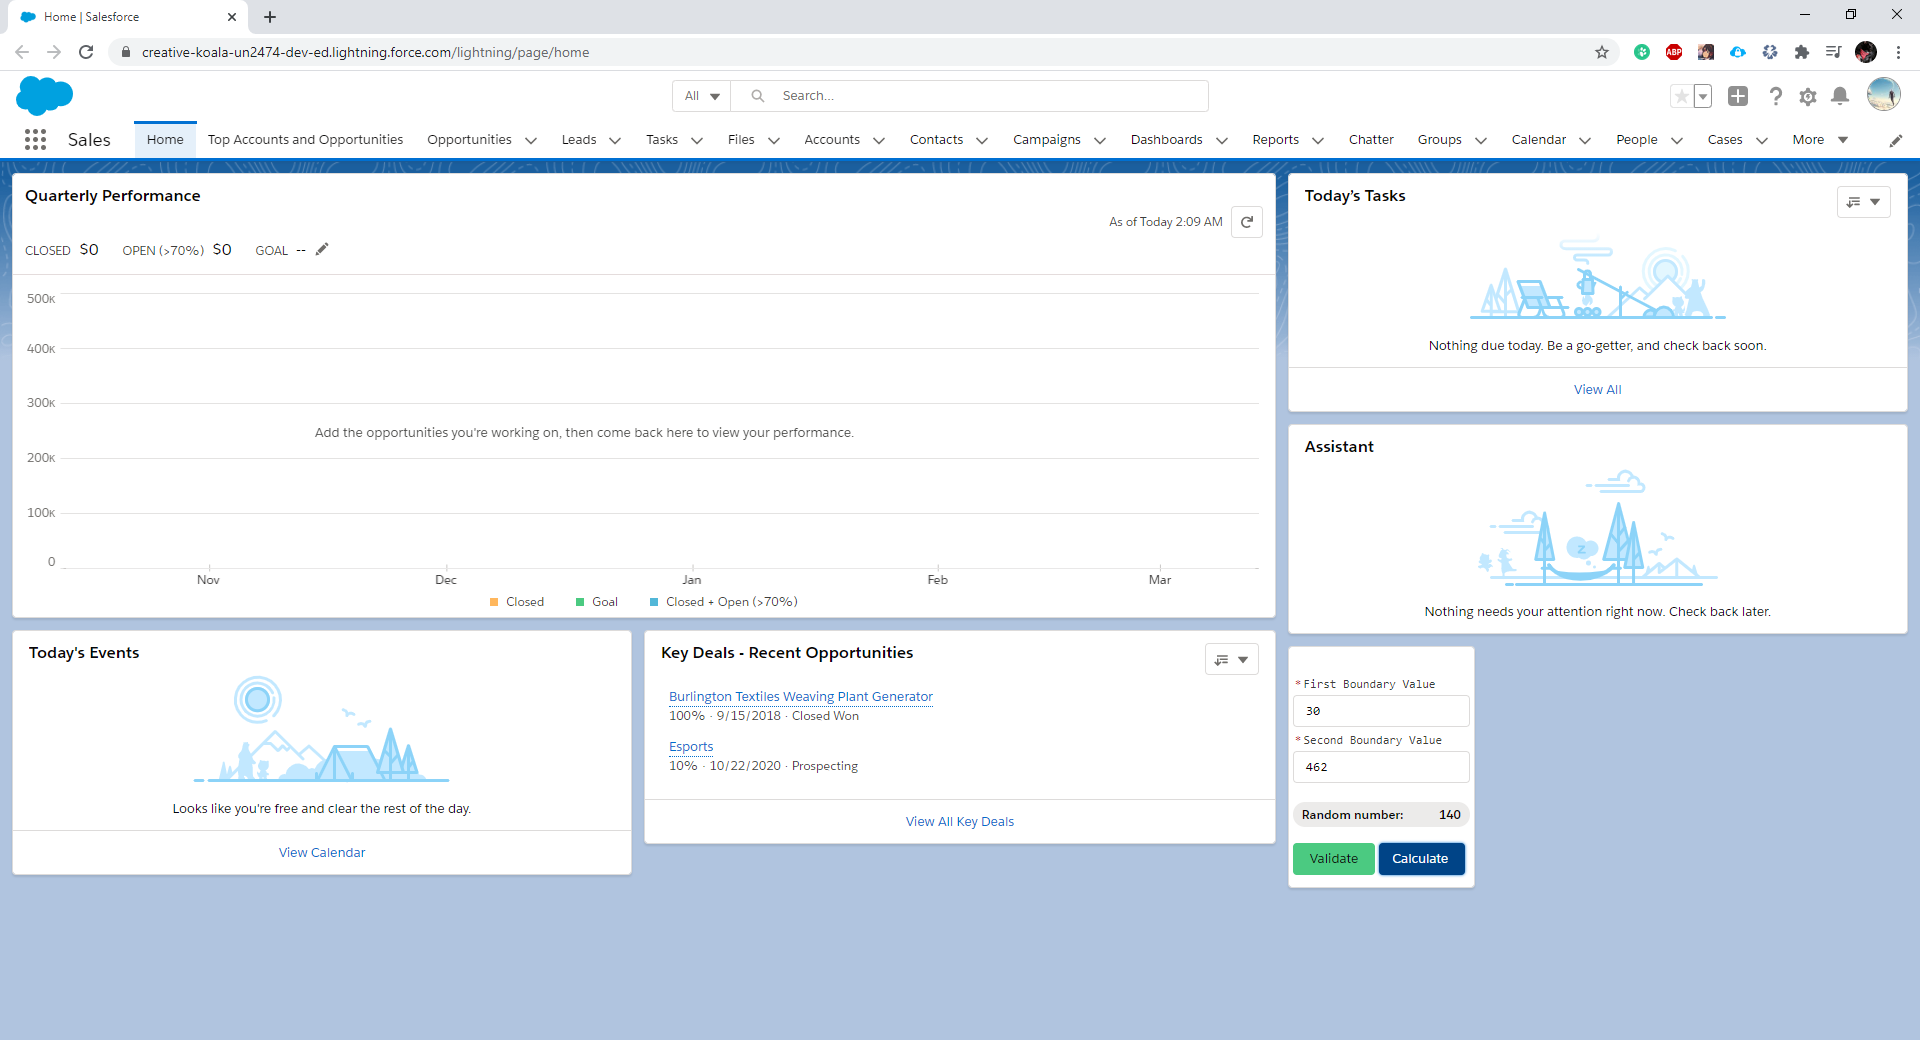 Home | Salesforce
creative-koala-un2474-dev-ed.lightning.force.com/lightning/page/home
ABP
All Search...
Sales Home Top Accounts and Opportunities Opportunities Leads Tasks Files Accounts Contacts Campaigns Dashboards Reports Chatter Groups Calendar People Cases More
Quarterly Performance
As of Today 2:09 AM
CLOSED $0 OPEN (>70%) $0 GOAL --
500K
400K
300K
Add the opportunities you're working on, then come back here to view your performance.
200K
100K
0
Nov Dec Jan Feb Mar
Closed Goal Closed + Open (>70%)
Today’s Tasks
Nothing due today. Be a go-getter, and check back soon.
View All
Assistant
z
Nothing needs your attention right now. Check back later.
Today's Events
Looks like you're free and clear the rest of the day.
View Calendar
Key Deals - Recent Opportunities
Burlington Textiles Weaving Plant Generator
100% · 9/15/2018 · Closed Won
Esports
10% · 10/22/2020 · Prospecting
View All Key Deals
*First Boundary Value
30
*Second Boundary Value
462
Random number: 140
Validate Calculate